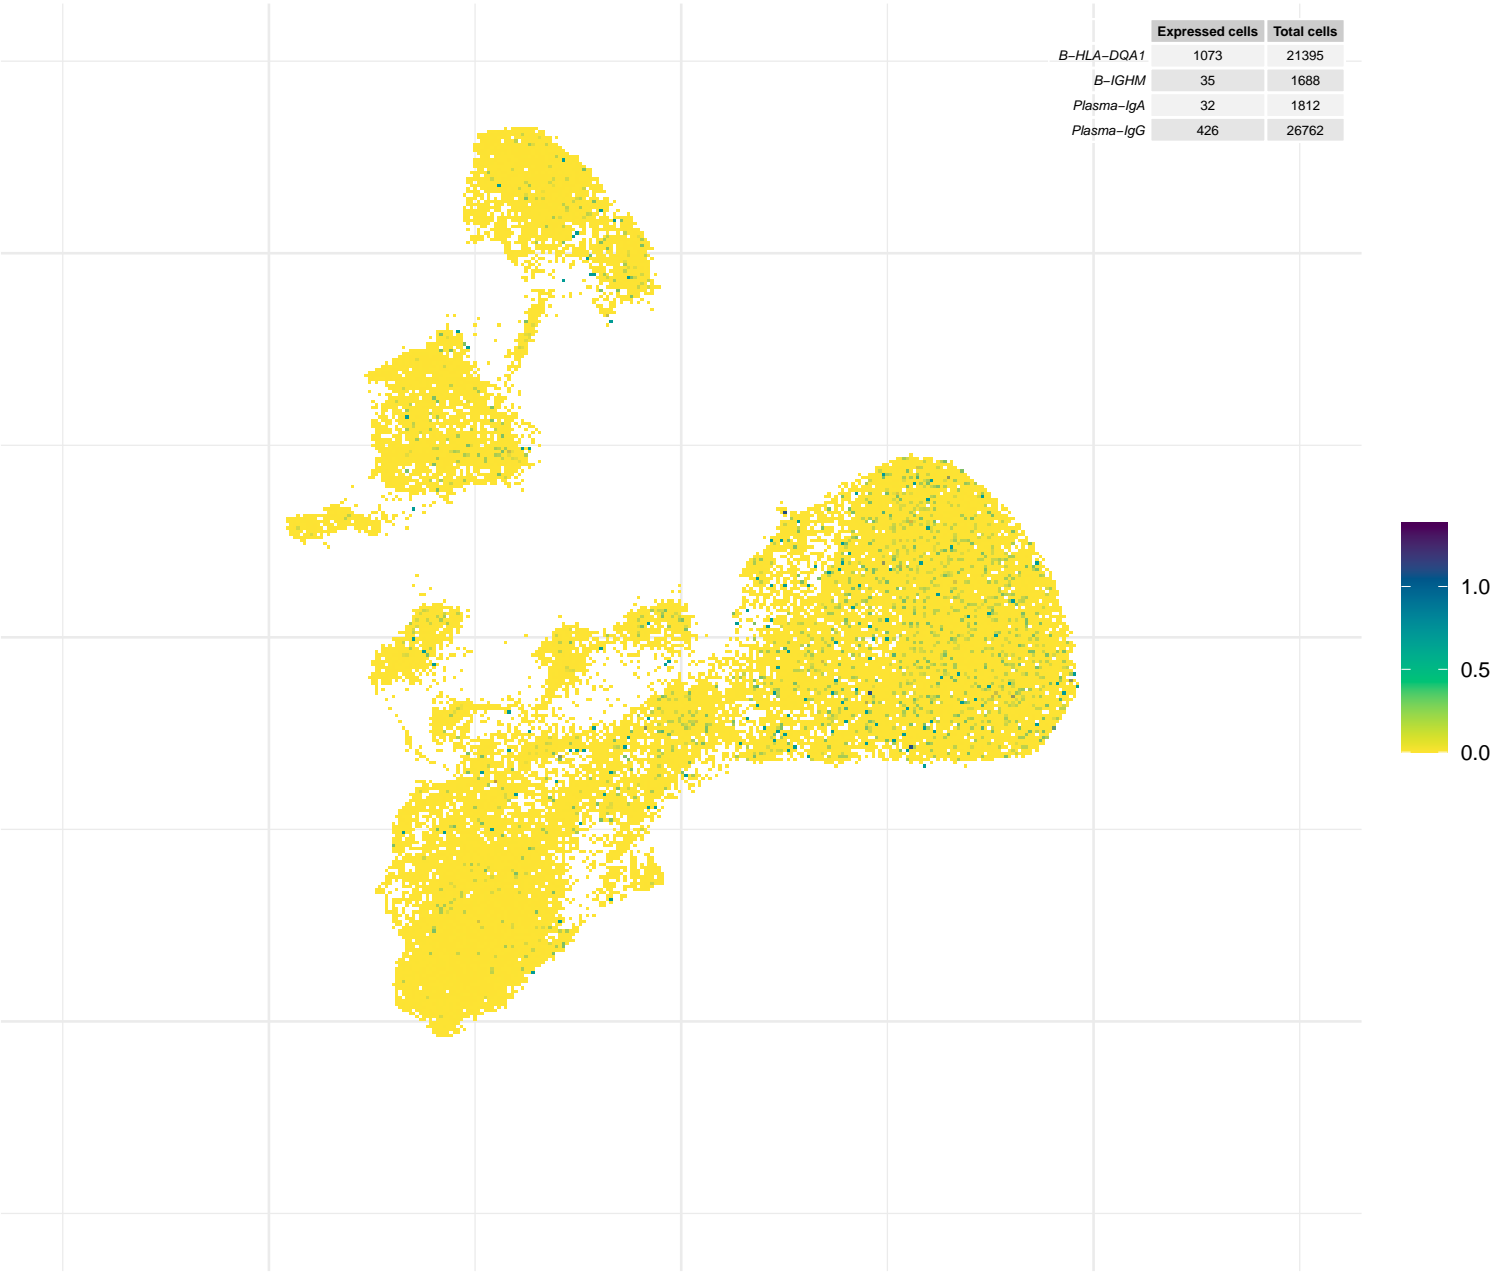 Expressed cells Total cells
B-HLA-DQA1 1073 21395
B-IGHM 35 1688
Plasma-IgA 32 1812
Plasma-IgG 426 26762
1.0
0.5
0.0